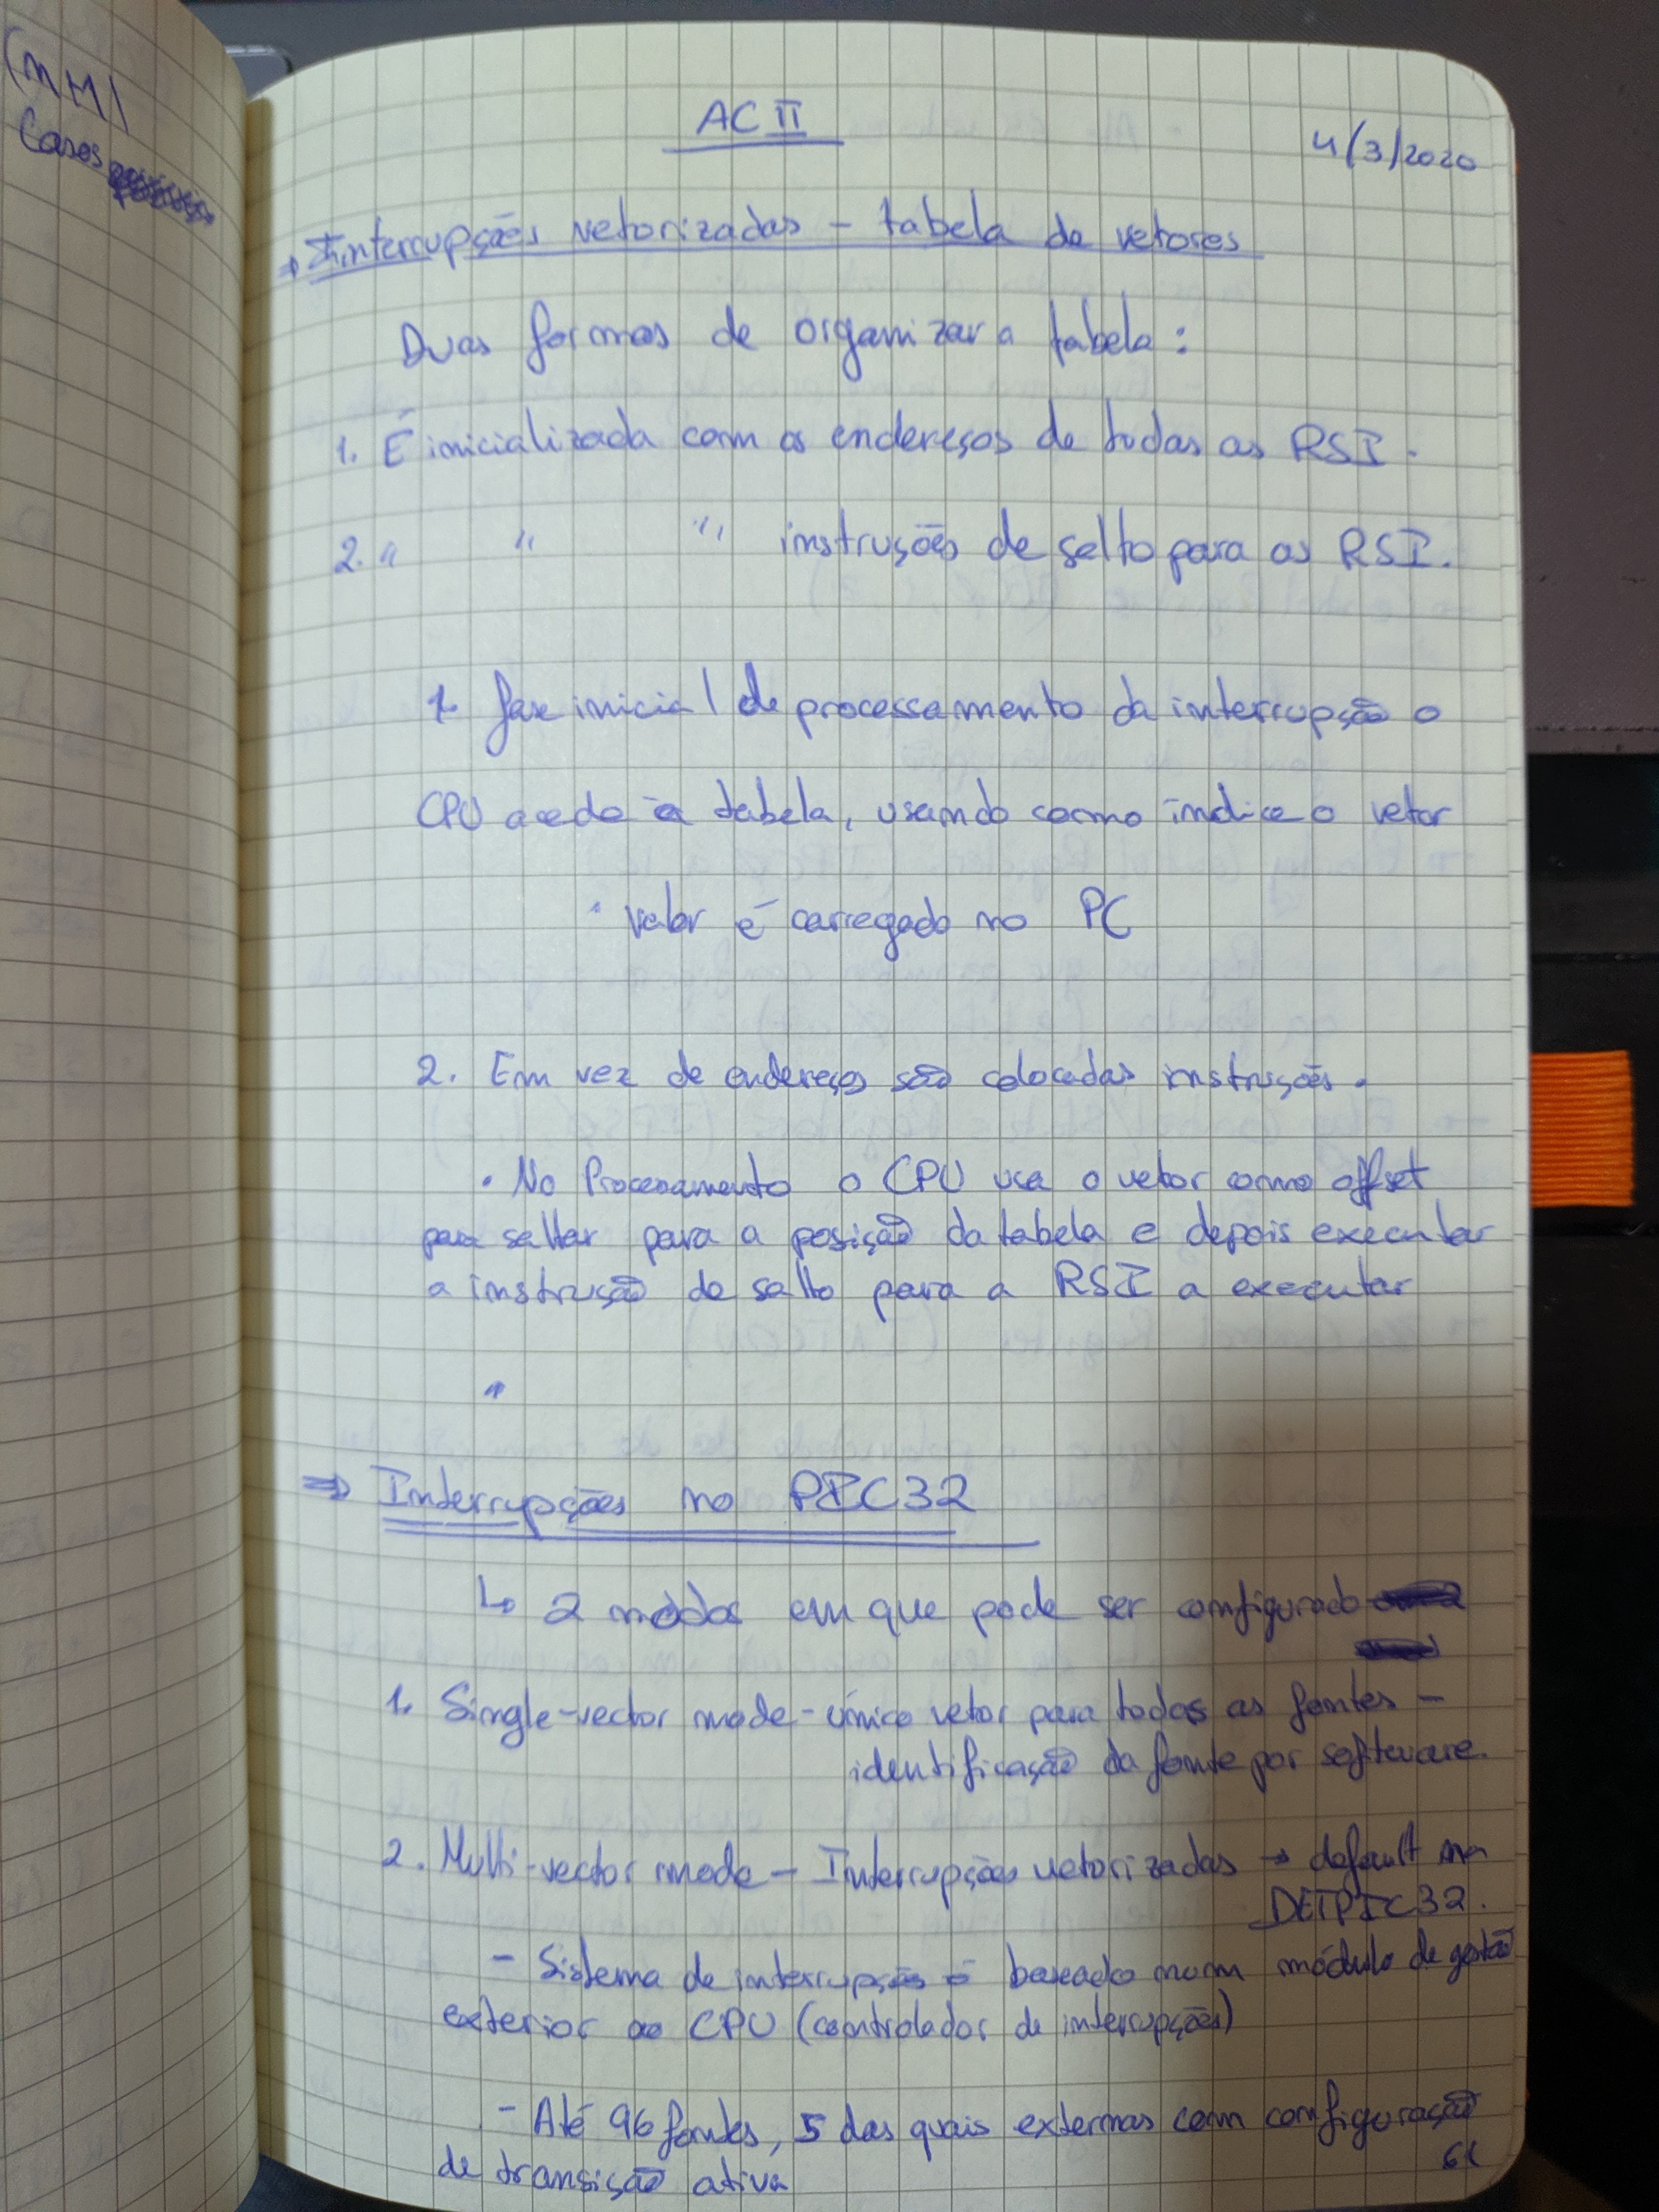 (MM)
Casos
AC II
4/3/2020
→ Interrupções vetorizadas - tabela de vetores
Duas formas de organizar a tabela:
1. É inicializada com os endereços de todas as RSI.
2. " " " instruções de salto para as RSI.
1. fase inicial de processamento da interrupção o
CPU acede à tabela, usando como índice o vetor
· valor é carregado no PC
2. Em vez de endereços são colocadas instruções.
· No Processamento o CPU usa o vetor como offset
para saltar para a posição da tabela e depois executar
a instrução de salto para a RSI a executar
⇒ Interrupções no PIC32
↳ 2 modos em que pode ser configurado
1. Single-vector mode - único vetor para todas as fontes -
identificação da fonte por software.
2. Multi-vector mode - Interrupções vetorizadas → default na
DETPIC32.
- Sistema de interrupções é baseado num módulo de gestão
exterior ao CPU (controlador de interrupções)
- Até 96 fontes, 5 das quais externas com configuração
de transição ativa
61